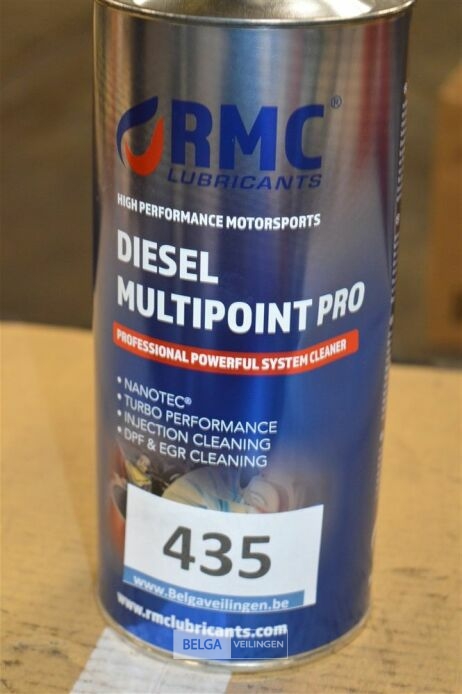 RMC®
LUBRICANTS
HIGH PERFORMANCE MOTORSPORTS
DIESEL
MULTIPOINT PRO
PROFESSIONAL POWERFUL SYSTEM CLEANER
• NANOTEC®
• TURBO PERFORMANCE
• INJECTION CLEANING
• DPF & EGR CLEANING
435
www.Belgaveilingen.be
www.rmclubricants.com
BELGA VEILINGEN